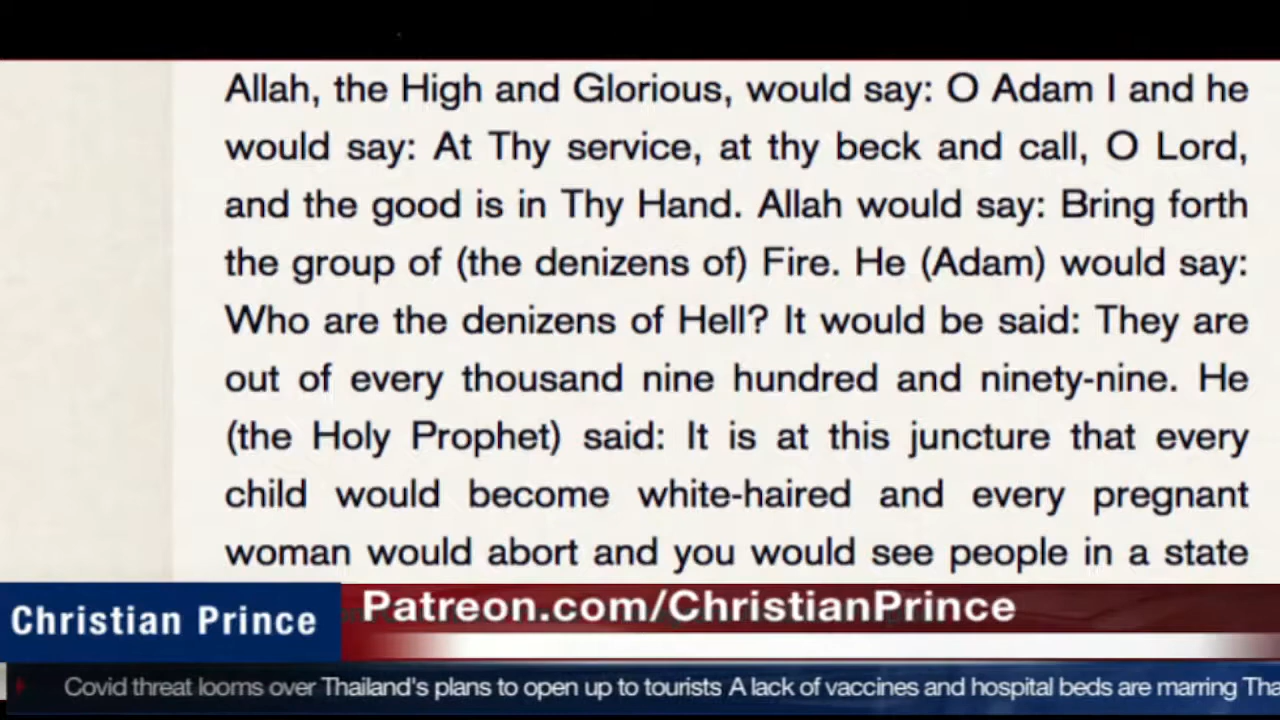 Allah, the High and Glorious, would say: O Adam I and he
would say: At Thy service, at thy beck and call, O Lord,
and the good is in Thy Hand. Allah would say: Bring forth
the group of (the denizens of) Fire. He (Adam) would say:
Who are the denizens of Hell? It would be said: They are
out of every thousand nine hundred and ninety-nine. He
(the Holy Prophet) said: It is at this juncture that every
child would become white-haired and every pregnant
woman would abort and you would see people in a state
Christian Prince
Patreon.com/ChristianPrince
Covid threat looms over Thailand's plans to open up to tourists A lack of vaccines and hospital beds are marring Tha